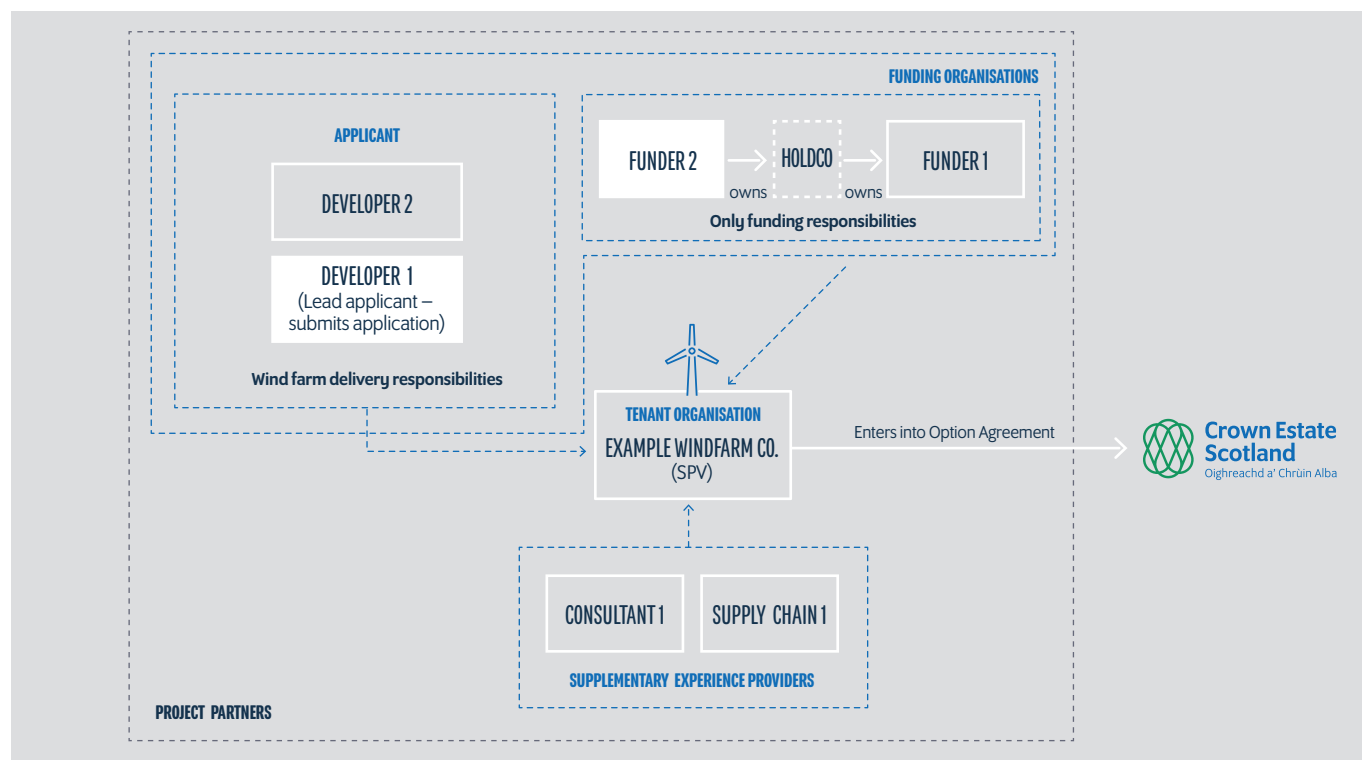 FUNDING ORGANISATIONS
APPLICANT
DEVELOPER 2
DEVELOPER 1
(Lead applicant –
submits application)
Wind farm delivery responsibilities
FUNDER 2
owns
HOLDCO
owns
FUNDER 1
Only funding responsibilities
TENANT ORGANISATION
EXAMPLE WINDFARM CO.
(SPV)
Enters into Option Agreement
Crown Estate
Scotland
Oighreachd a' Chrùin Alba
CONSULTANT 1
SUPPLY CHAIN 1
SUPPLEMENTARY EXPERIENCE PROVIDERS
PROJECT PARTNERS